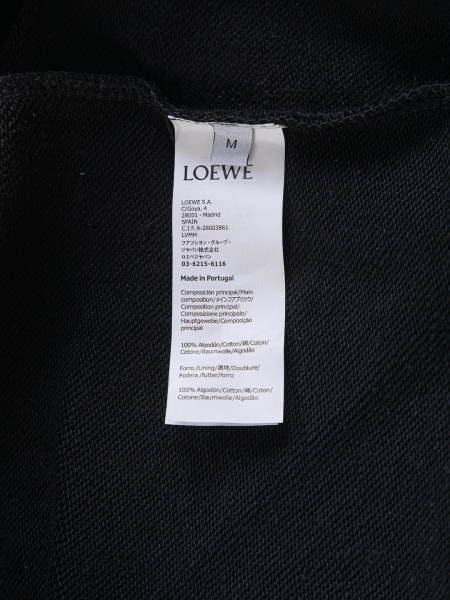 M
LOEWE
LOEWE S.A.
C/Goya, 4
28001 - Madrid
SPAIN
C.I.F. A-28003861
LVMH
ファッション・グループ・
ジャパン株式会社
ロエベジャパン
03-6215-6116
Made in Portugal
Composición principal/Main
composition/メインファブリック/
Composition principal/
Composizione principale/
Hauptgewebe/Composição
principal
100% Algodón/Cotton/綿/Coton/
Cotone/Baumwolle/Algodão
Forro /Lining/裏地/Doublure/
Fodera /futter/forro
100% Algodón/Cotton/綿/Coton/
Cotone/Baumwolle/Algodão